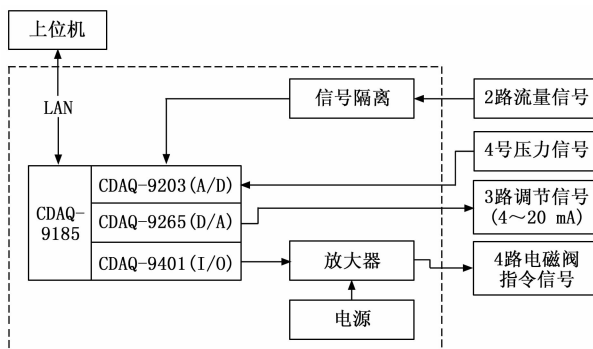 上位机
LAN
信号隔离
2路流量信号
4号压力信号
CDAQ-
9185
CDAQ-9203(A/D)
CDAQ-9265(D/A)
CDAQ-9401(I/O)
3路调节信号
(4～20 mA)
放大器
4路电磁阀
指令信号
电源